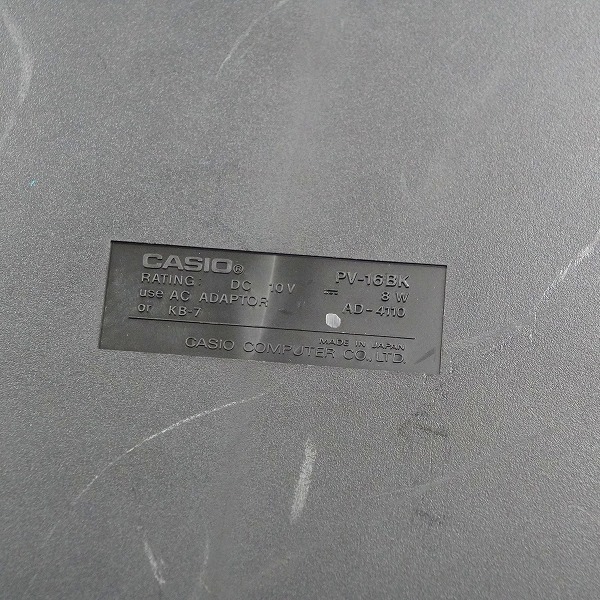 CASIO® PV-16BK
RATING: DC 10V ⎓ 8W
use AC ADAPTOR AD-4110
or KB-7
MADE IN JAPAN
CASIO COMPUTER CO., LTD.